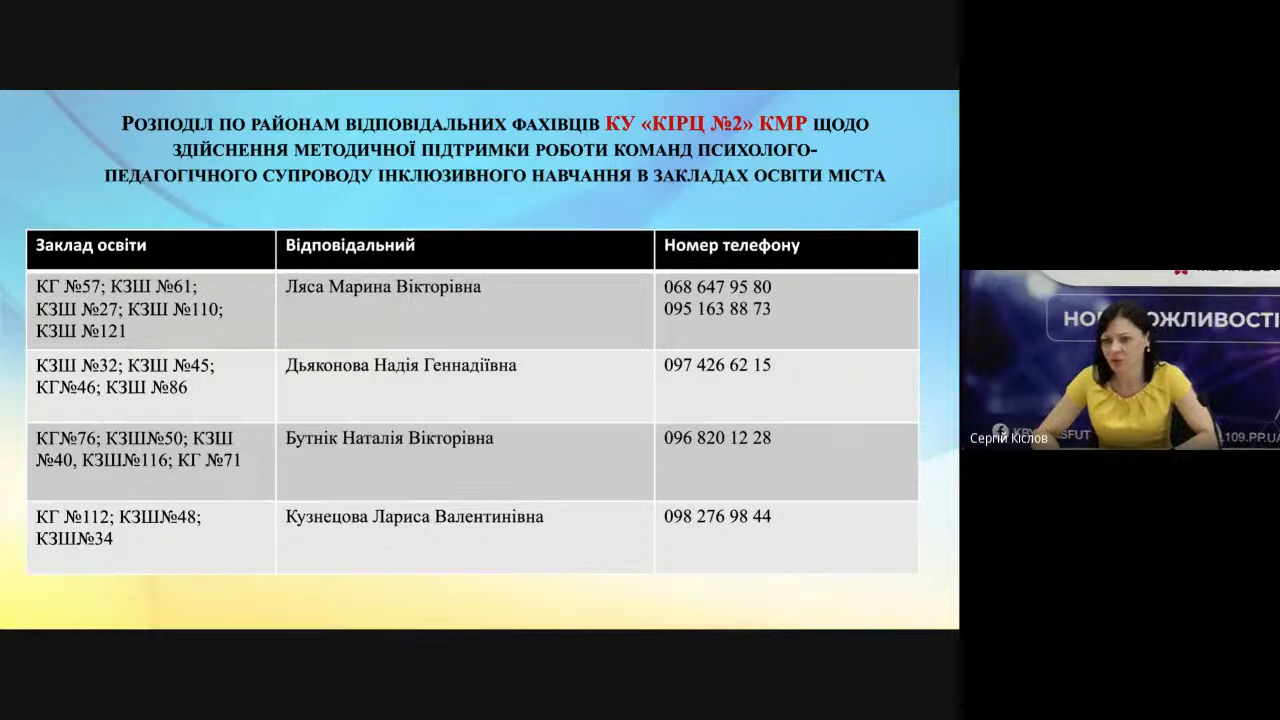 Розподіл по районам відповідальних фахівців КУ «КІРЦ №2» КМР щодо
здійснення методичної підтримки роботи команд психолого-
педагогічного супроводу інклюзивного навчання в закладах освіти міста
Заклад освіти
Відповідальний
Номер телефону
КГ №57; КЗШ №61;
КЗШ №27; КЗШ №110;
КЗШ №121
Ляса Марина Вікторівна
068 647 95 80
095 163 88 73
КЗШ №32; КЗШ №45;
КГ№46; КЗШ №86
Дьяконова Надія Геннадіївна
097 426 62 15
КГ№76; КЗШ№50; КЗШ
№40, КЗШ№116; КГ №71
Бутнік Наталія Вікторівна
096 820 12 28
КГ №112; КЗШ№48;
КЗШ№34
Кузнецова Лариса Валентинівна
098 276 98 44
Сергій Кіслов
.109.PP.UA